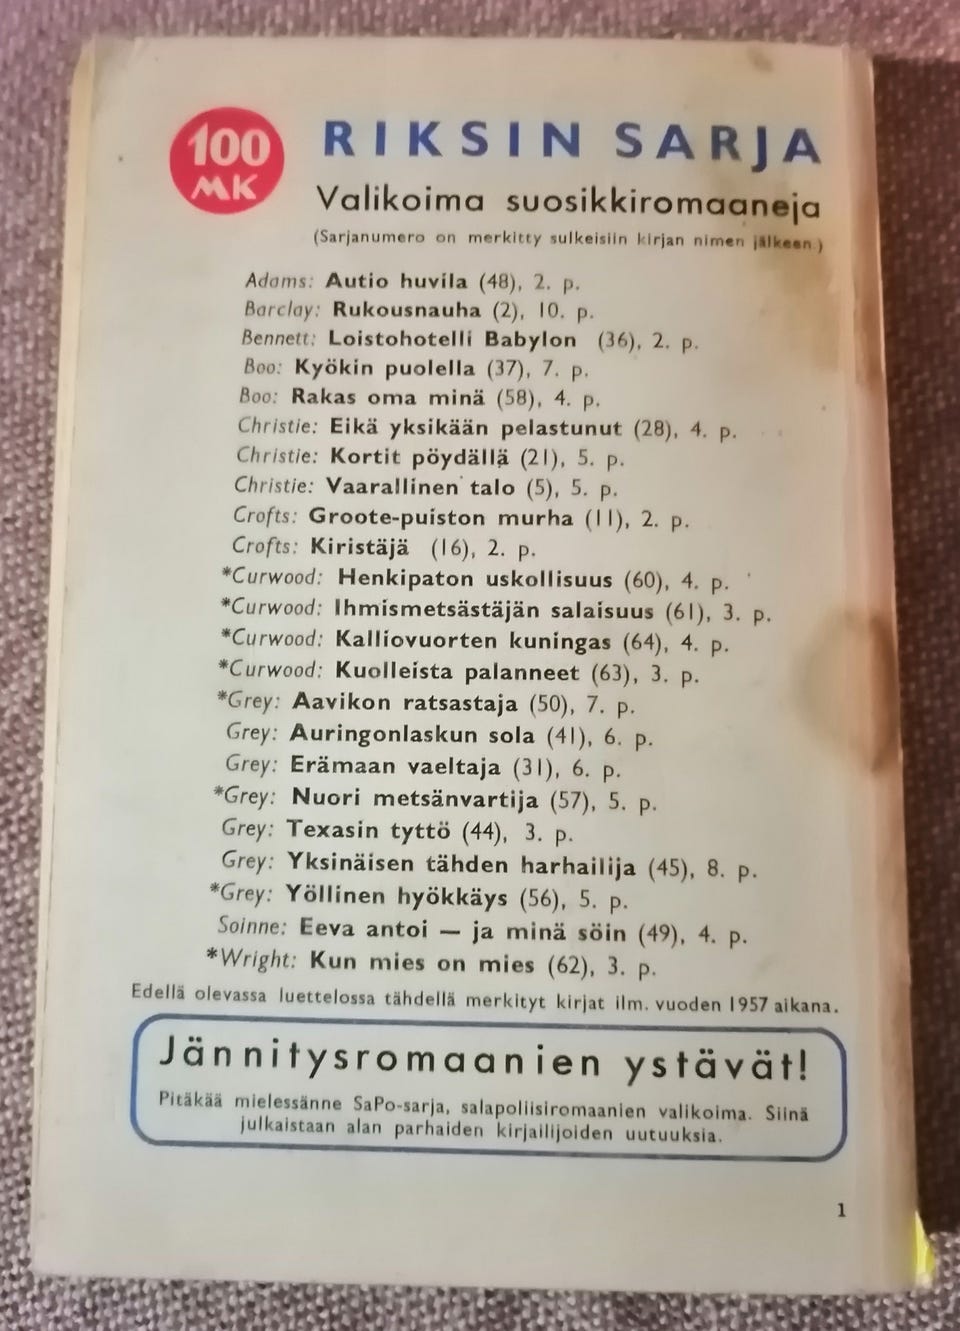 100
MK
RIKSIN SARJA
Valikoima suosikkiromaaneja
(Sarjanumero on merkitty sulkeisiin kirjan nimen jälkeen.)
Adams: Autio huvila (48), 2. p.
Barclay: Rukousnauha (2), 10. p.
Bennett: Loistohotelli Babylon (36), 2. p.
Boo: Kyökin puolella (37), 7. p.
Boo: Rakas oma minä (58), 4. p.
Christie: Eikä yksikään pelastunut (28), 4. p.
Christie: Kortit pöydällä (21), 5. p.
Christie: Vaarallinen talo (5), 5. p.
Crofts: Groote-puiston murha (11), 2. p.
Crofts: Kiristäjä (16), 2. p.
*Curwood: Henkipaton uskollisuus (60), 4. p.
*Curwood: Ihmismetsästäjän salaisuus (61), 3. p.
*Curwood: Kalliovuorten kuningas (64), 4. p.
*Curwood: Kuolleista palanneet (63), 3. p.
*Grey: Aavikon ratsastaja (50), 7. p.
Grey: Auringonlaskun sola (41), 6. p.
Grey: Erämaan vaeltaja (31), 6. p.
*Grey: Nuori metsänvartija (57), 5. p.
Grey: Texasin tyttö (44), 3. p.
Grey: Yksinäisen tähden harhailija (45), 8. p.
*Grey: Yöllinen hyökkäys (56), 5. p.
Soinne: Eeva antoi — ja minä söin (49), 4. p.
*Wright: Kun mies on mies (62), 3. p.
Edellä olevassa luettelossa tähdellä merkityt kirjat ilm. vuoden 1957 aikana.
Jännitysromaanien ystävät!
Pitäkää mielessänne SaPo-sarja, salapoliisiromaanien valikoima. Siinä
julkaistaan alan parhaiden kirjailijoiden uutuuksia.
1